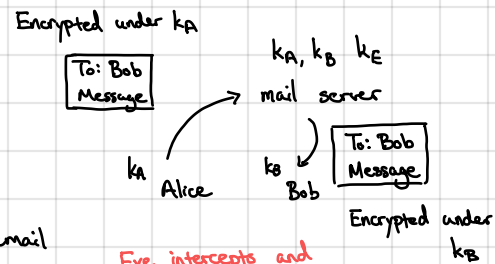 Encrypted under kA
To: Bob
Message
kA, kB kE
mail server
To: Bob
Message
kA
Alice
kB
Bob
Encrypted under
kB
mail
Eve intercepts and